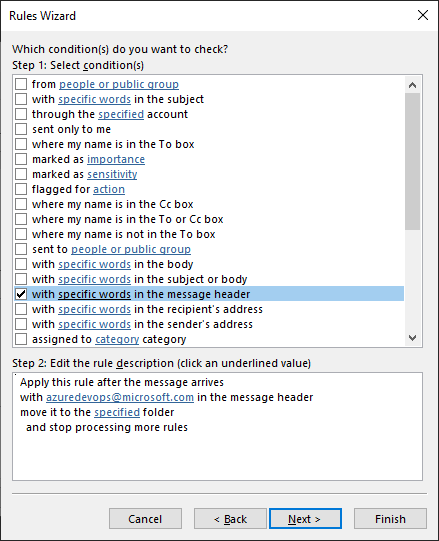 Rules Wizard
Which condition(s) do you want to check?
Step 1: Select condition(s)
from people or public group
with specific words in the subject
through the specified account
sent only to me
where my name is in the To box
marked as importance
marked as sensitivity
flagged for action
where my name is in the Cc box
where my name is in the To or Cc box
where my name is not in the To box
sent to people or public group
with specific words in the body
with specific words in the subject or body
with specific words in the message header
with specific words in the recipient's address
with specific words in the sender's address
assigned to category category
Step 2: Edit the rule description (click an underlined value)
Apply this rule after the message arrives
with azuredevops@microsoft.com in the message header
move it to the specified folder
and stop processing more rules
Cancel < Back Next > Finish